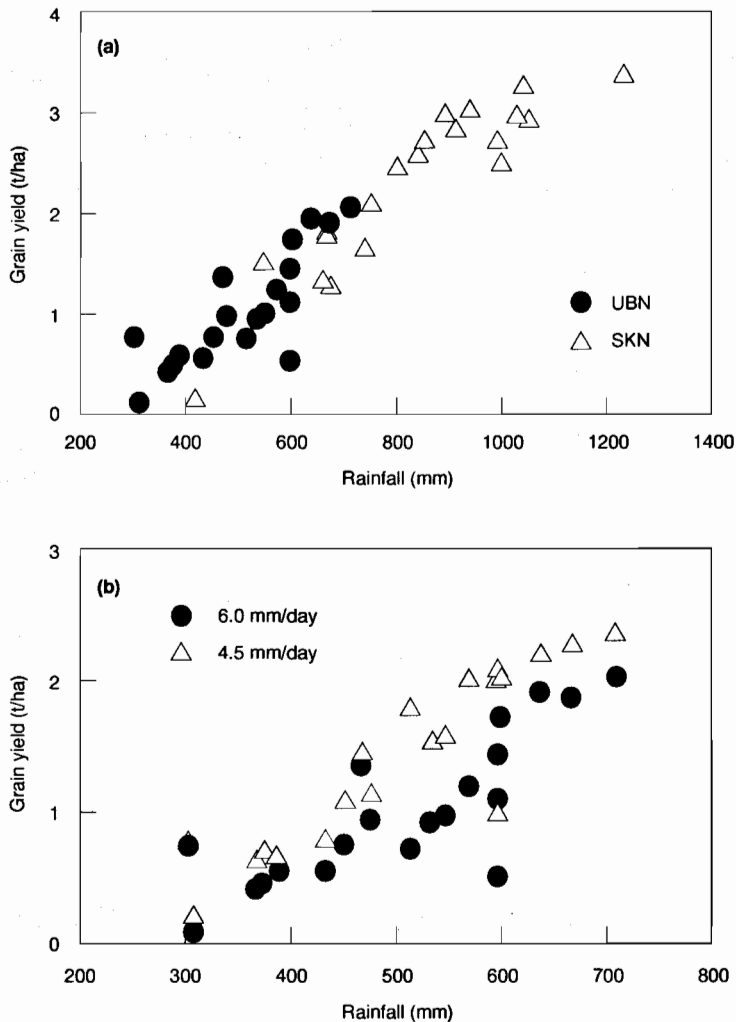 (a)
Grain yield (t/ha)
4
3
2
1
0
UBN
SKN
200 400 600 800 1000 1200 1400
Rainfall (mm)
(b)
6.0 mm/day
4.5 mm/day
Grain yield (t/ha)
3
2
1
0
200 300 400 500 600 700 800
Rainfall (mm)